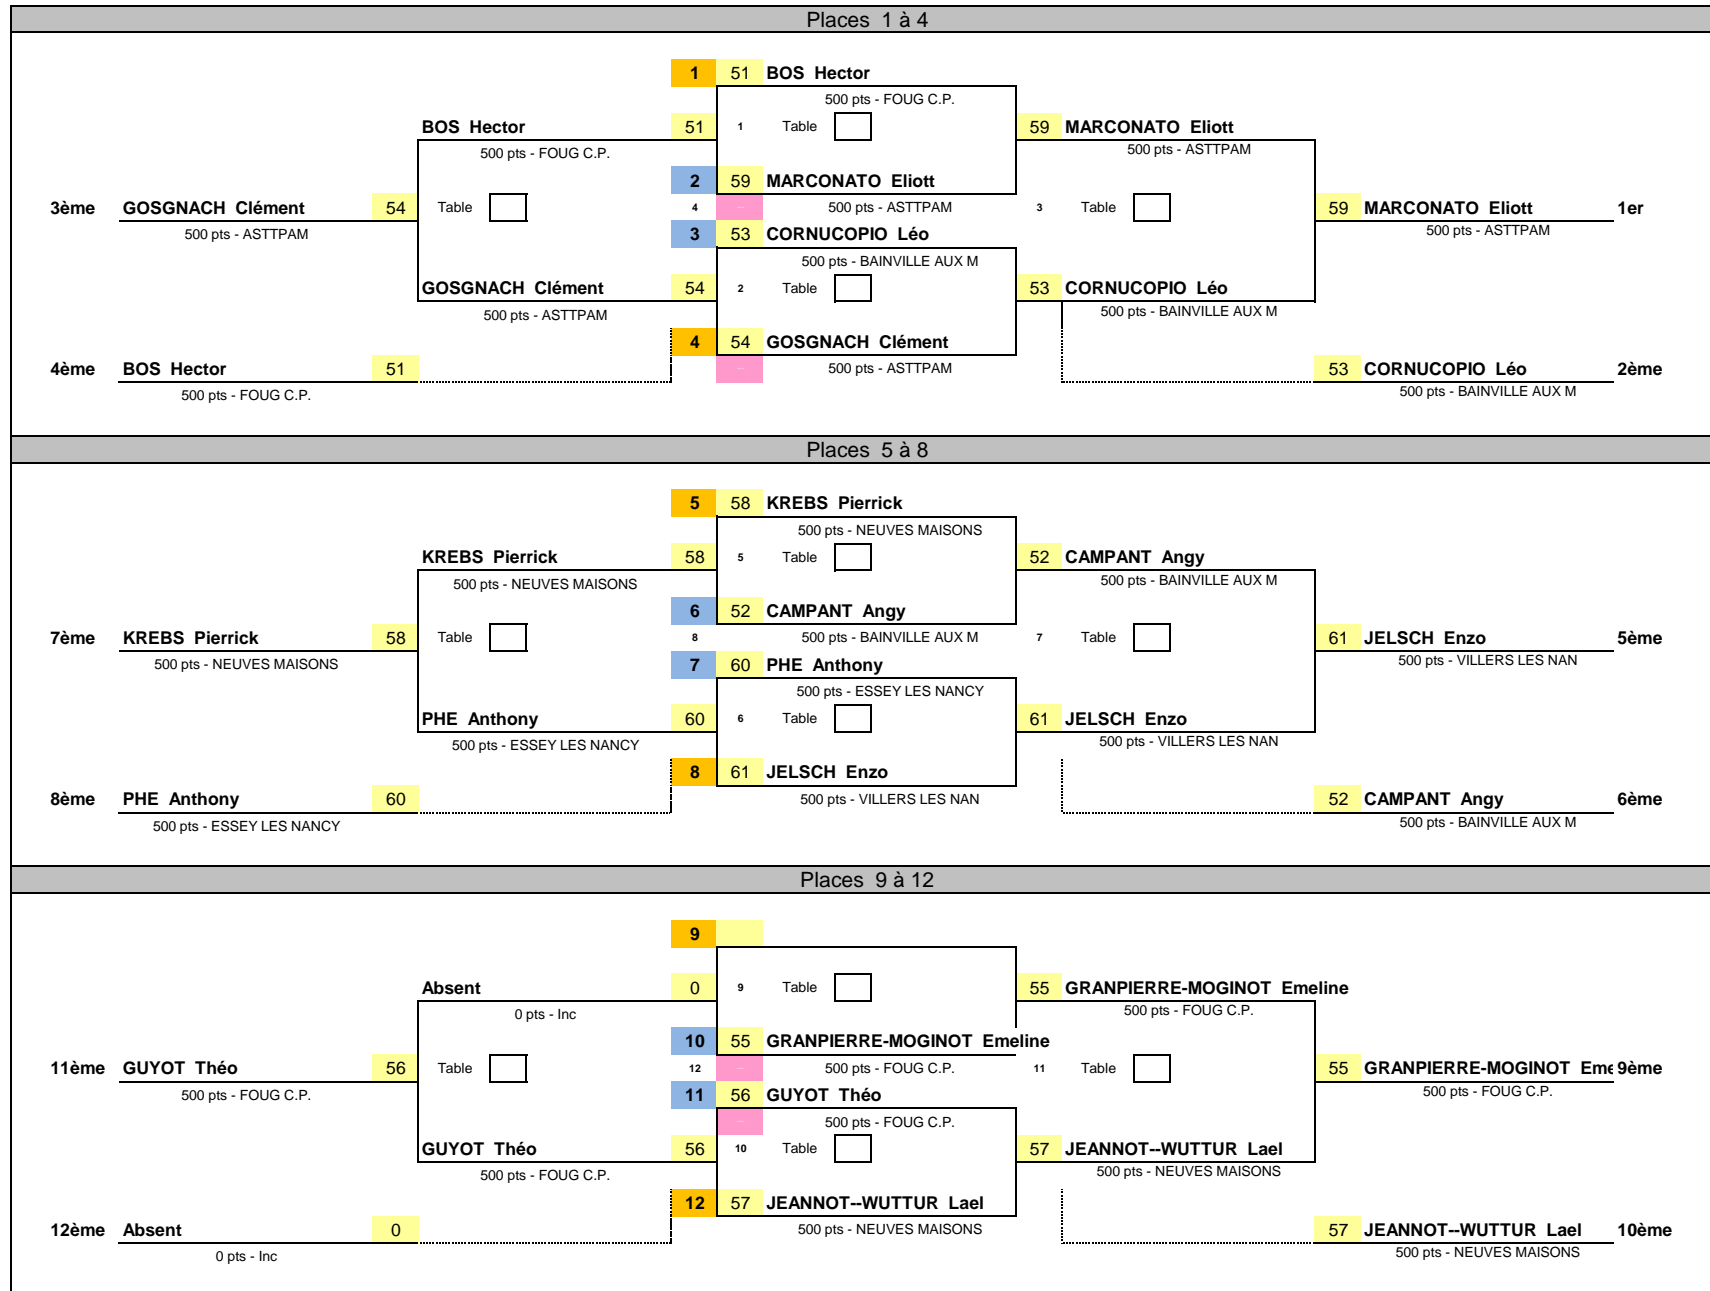 Places 1 à 4
1 51 BOS Hector
500 pts - FOUG C.P.
BOS Hector 51 1 Table 59 MARCONATO Eliott
500 pts - FOUG C.P. 500 pts - ASTTPAM
2 59 MARCONATO Eliott
3ème GOSGNACH Clément 54 Table 4 500 pts - ASTTPAM 3 Table 59 MARCONATO Eliott 1er
500 pts - ASTTPAM 3 53 CORNUCOPIO Léo 500 pts - ASTTPAM
500 pts - BAINVILLE AUX M
GOSGNACH Clément 54 2 Table 53 CORNUCOPIO Léo
500 pts - ASTTPAM 500 pts - BAINVILLE AUX M
4 54 GOSGNACH Clément
4ème BOS Hector 51 500 pts - ASTTPAM 53 CORNUCOPIO Léo 2ème
500 pts - FOUG C.P. 500 pts - BAINVILLE AUX M
Places 5 à 8
5 58 KREBS Pierrick
500 pts - NEUVES MAISONS
KREBS Pierrick 58 5 Table 52 CAMPANT Angy
500 pts - NEUVES MAISONS 500 pts - BAINVILLE AUX M
6 52 CAMPANT Angy
7ème KREBS Pierrick 58 Table 8 500 pts - BAINVILLE AUX M 7 Table 61 JELSCH Enzo 5ème
500 pts - NEUVES MAISONS 7 60 PHE Anthony 500 pts - VILLERS LES NAN
500 pts - ESSEY LES NANCY
PHE Anthony 60 6 Table 61 JELSCH Enzo
500 pts - ESSEY LES NANCY 500 pts - VILLERS LES NAN
8 61 JELSCH Enzo
8ème PHE Anthony 60 500 pts - VILLERS LES NAN 52 CAMPANT Angy 6ème
500 pts - ESSEY LES NANCY 500 pts - BAINVILLE AUX M
Places 9 à 12
9
Absent 0 9 Table 55 GRANPIERRE-MOGINOT Emeline
0 pts - Inc 500 pts - FOUG C.P.
10 55 GRANPIERRE-MOGINOT Emeline
11ème GUYOT Théo 56 Table 12 500 pts - FOUG C.P. 11 Table 55 GRANPIERRE-MOGINOT Eme 9ème
500 pts - FOUG C.P. 11 56 GUYOT Théo 500 pts - FOUG C.P.
500 pts - FOUG C.P.
GUYOT Théo 56 10 Table 57 JEANNOT--WUTTUR Lael
500 pts - FOUG C.P. 500 pts - NEUVES MAISONS
12 57 JEANNOT--WUTTUR Lael
12ème Absent 0 500 pts - NEUVES MAISONS 57 JEANNOT--WUTTUR Lael 10ème
0 pts - Inc 500 pts - NEUVES MAISONS